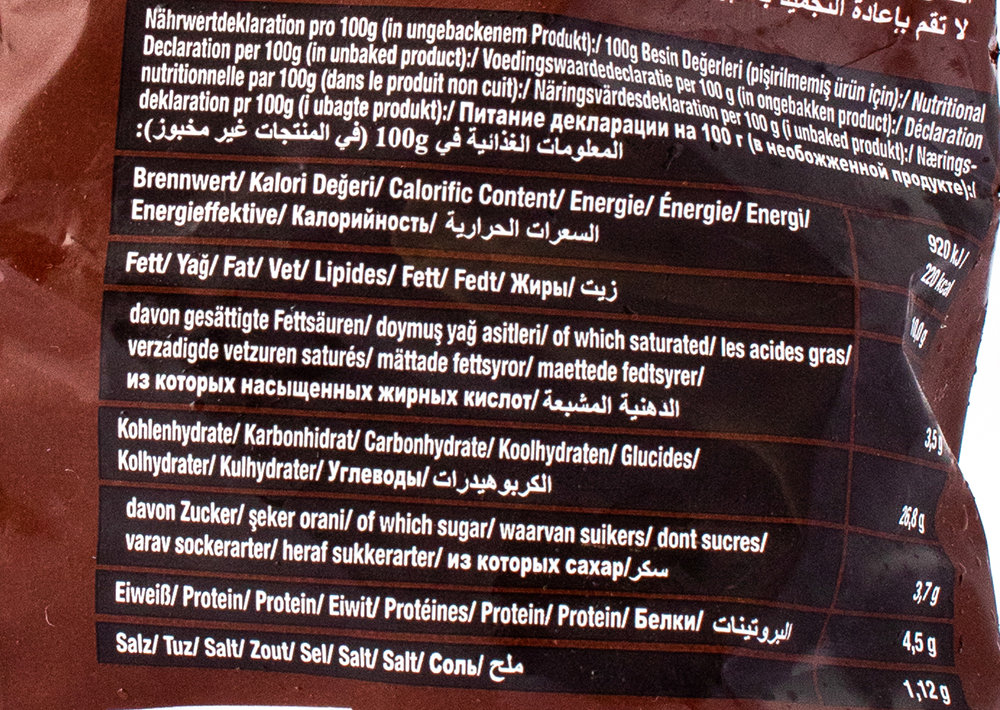 لا تقم بإعادة
Nährwertdeklaration pro 100g (in ungebackenem Produkt):/ 100g Besin Değerleri (pişirilmemiş ürün için):/ Nutritional
Declaration per 100g (in unbaked product):/ Voedingswaardedeclaratie per 100 g (in ongebakken product):/ Déclaration
nutritionnelle par 100g (dans le produit non cuit):/ Näringsvärdesdeklaration per 100 g (i unbaked produkt):/ Nærings-
deklaration pr 100g (i ubagte produkt):/ Питание декларации на 100 г (в необожженной продукте):/
المعلومات الغذائية في 100g (في المنتجات غير مخبوز):
Brennwert/ Kalori Değeri/ Calorific Content/ Energie/ Énergie/ Energi/
Energieffektive/ Калорийность/ السعرات الحرارية
920 kJ/
220 kcal
Fett/ Yağ/ Fat/ Vet/ Lipides/ Fett/ Fedt/ Жиры/ زيت
davon gesättigte Fettsäuren/ doymuş yağ asitleri/ of which saturated/ les acides gras/
verzádigde vetzuren saturés/ mättade fettsyror/ maettede fedtsyrer/
из которых насыщенных жирных кислот/ الدهنية المشبعة
3,5 g
Kohlenhydrate/ Karbonhidrat/ Carbonhydrate/ Koolhydraten/ Glucides/
Kolhydrater/ Kulhydrater/ Углеводы/ الكربوهيدرات
26,8 g
davon Zucker/ şeker orani/ of which sugar/ waarvan suikers/ dont sucres/
varav sockerarter/ heraf sukkerarter/ из которых сахар/سكر
3,7 g
Eiweiß/ Protein/ Protein/ Eiwit/ Protéines/ Protein/ Protein/ Белки/ البروتينات
4,5 g
Salz/ Tuz/ Salt/ Zout/ Sel/ Salt/ Salt/ Соль/ ملح
1,12 g